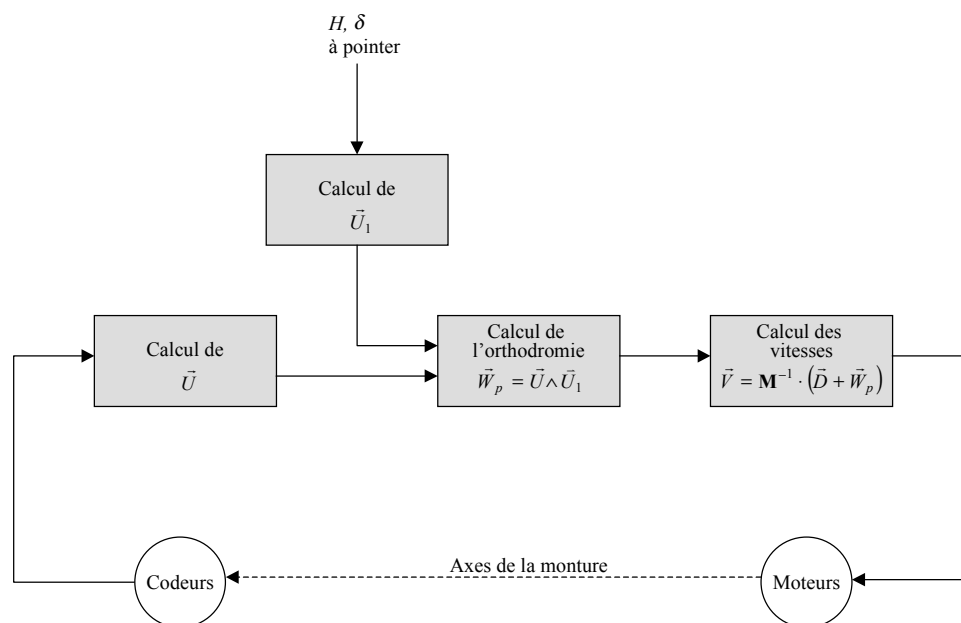 H, δ
à pointer
Calcul de
U⃗₁
Calcul de
U⃗
Calcul de
l'orthodromie
W⃗ₚ = U⃗ ∧ U⃗₁
Calcul des
vitesses
V⃗ = M⁻¹ · (D⃗ + W⃗ₚ)
Codeurs
Axes de la monture
Moteurs